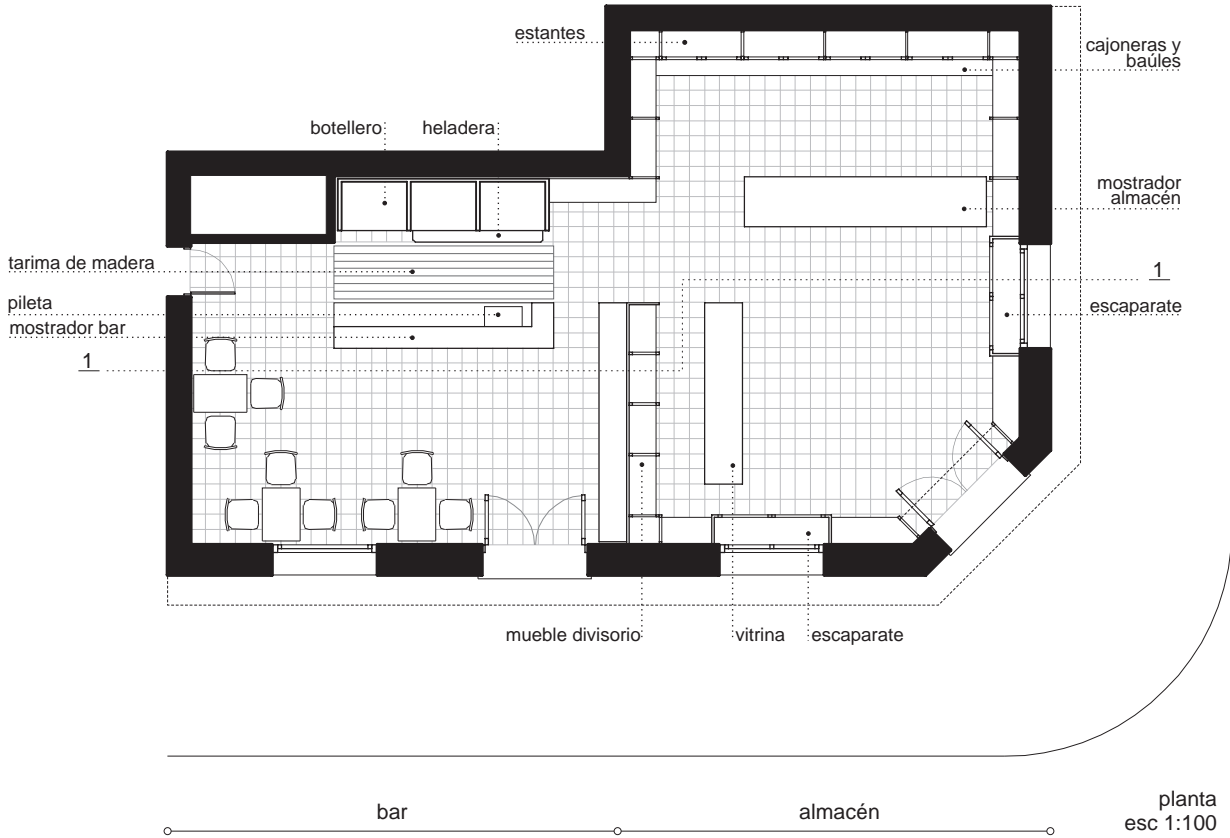 estantes
cajoneras y
baúles
botellero
heladera
mostrador
almacén
tarima de madera
1
pileta
escaparate
mostrador bar
1
mueble divisorio
vitrina
escaparate
bar
almacén
planta
esc 1:100